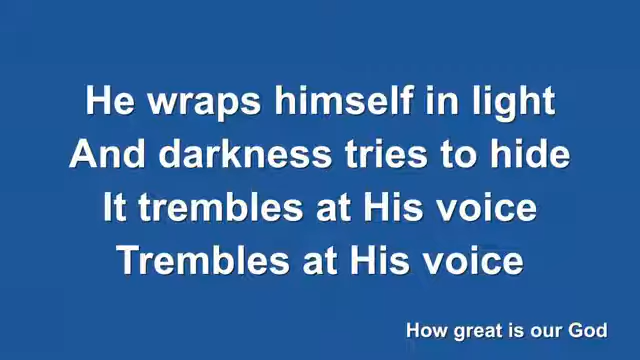 He wraps himself in light
And darkness tries to hide
It trembles at His voice
Trembles at His voice
How great is our God